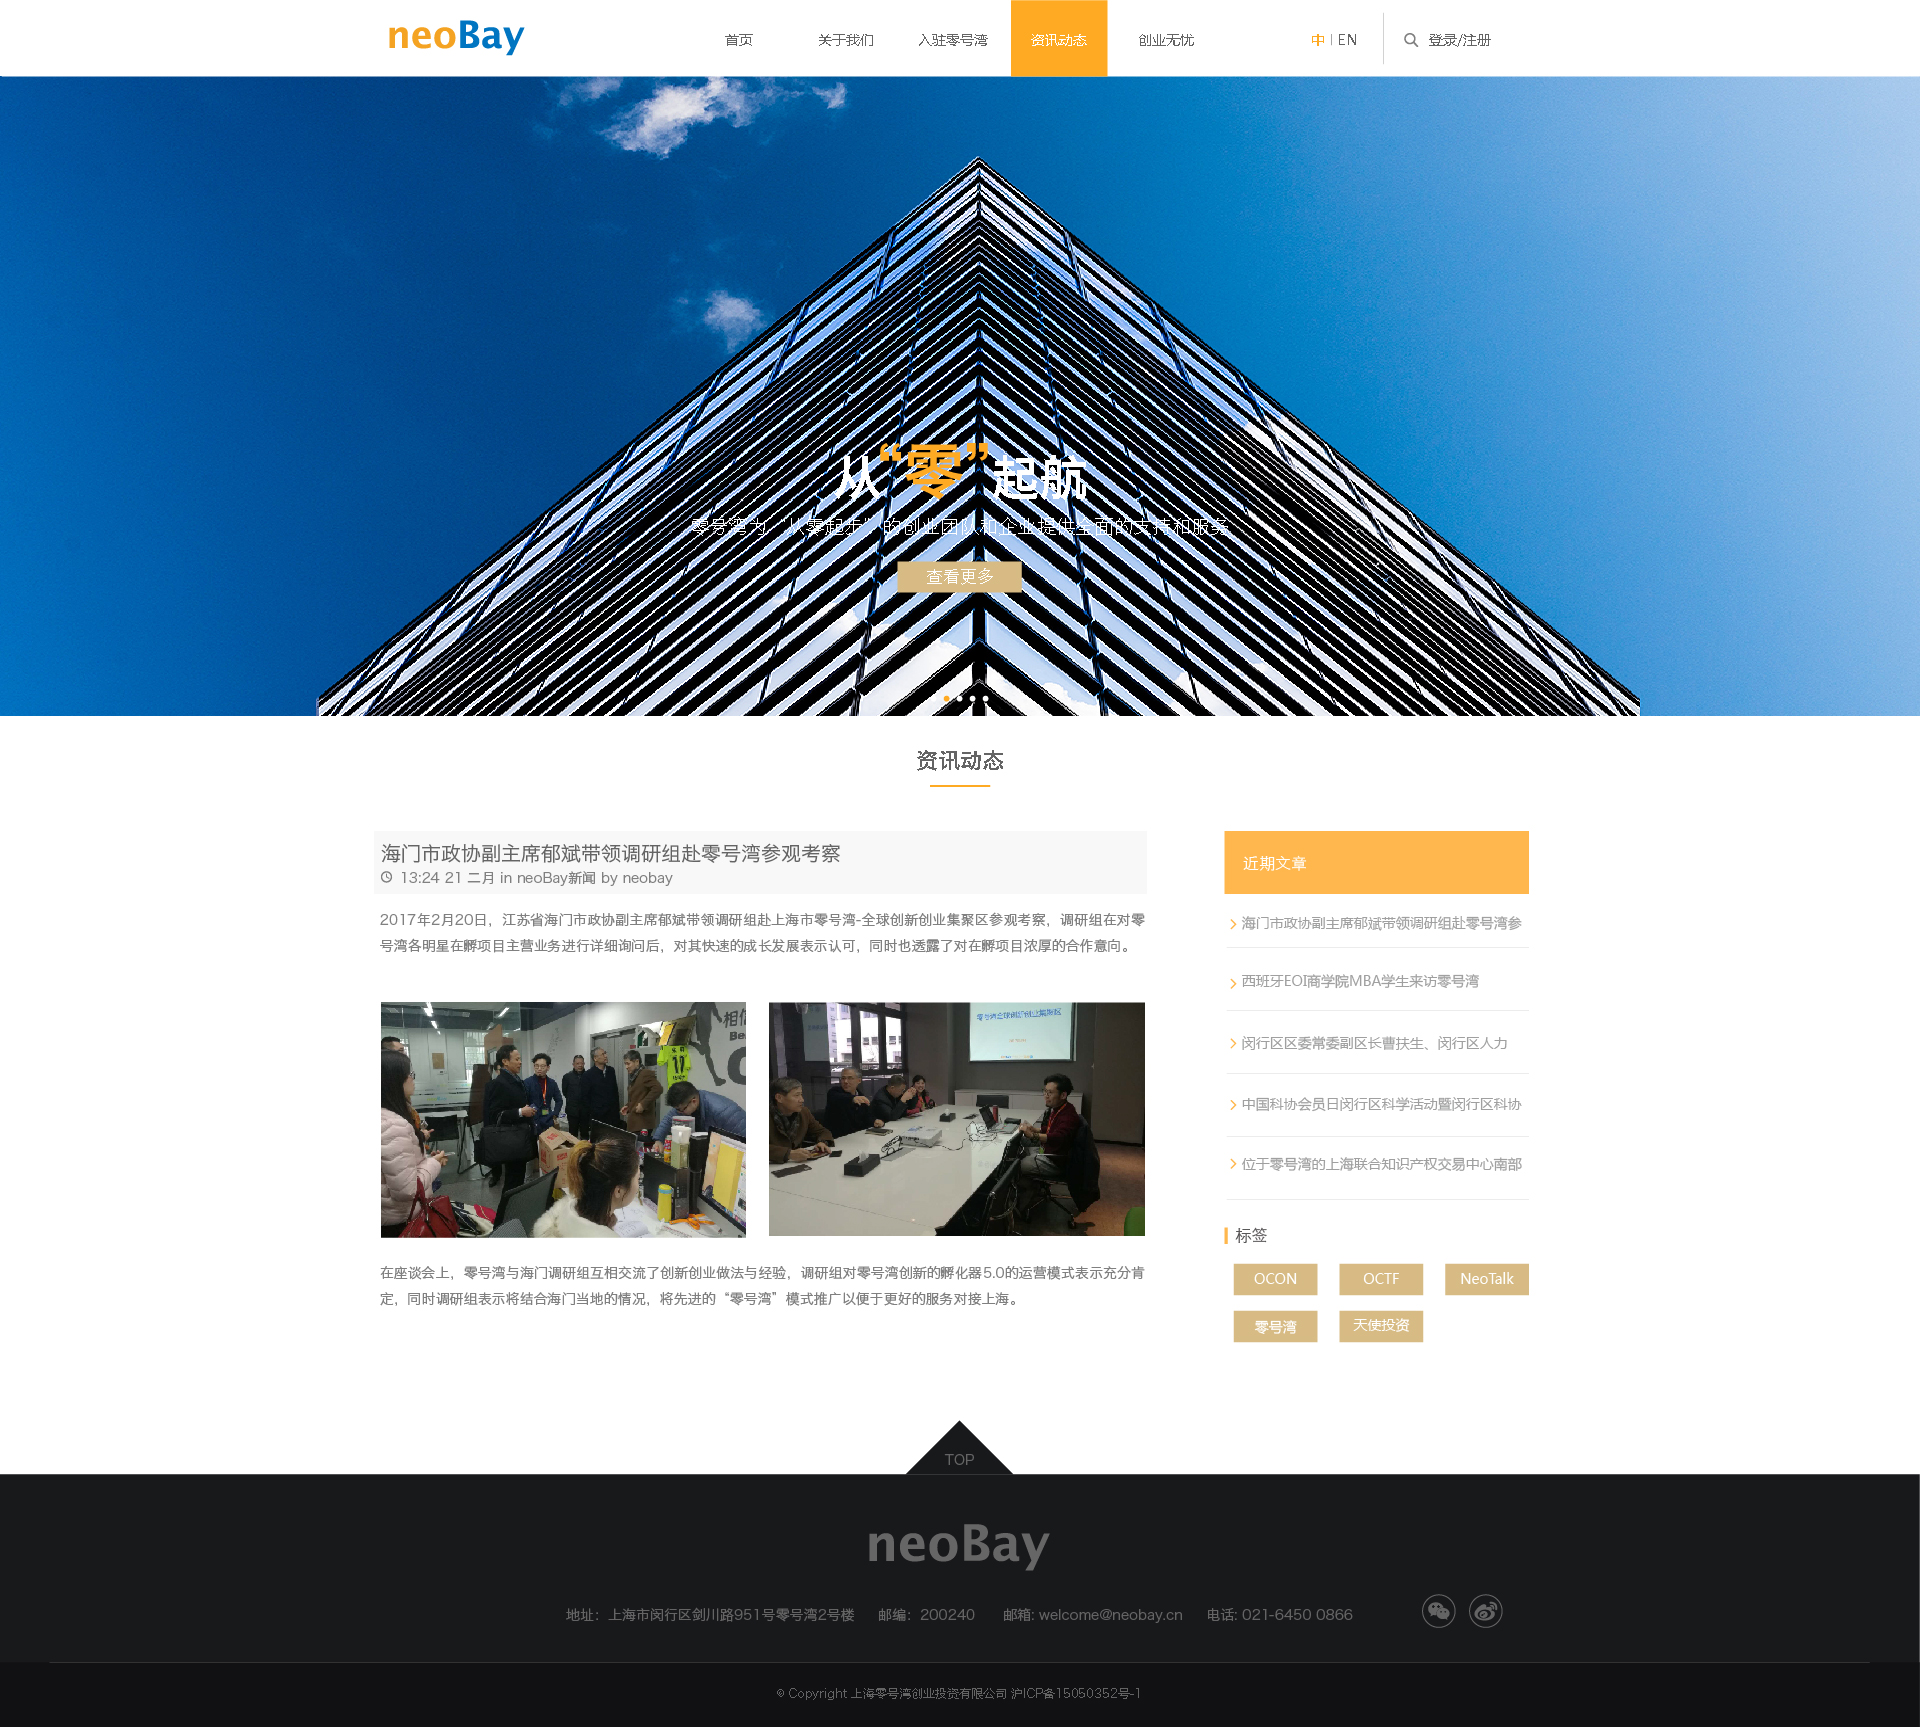 neoBay
首页
关于我们
入驻零号湾
资讯动态
创业无忧
中 | EN
登录/注册
从“零”起航
零号湾为“从零起步”的创业团队和企业提供全面的支持和服务
查看更多
资讯动态
海门市政协副主席郁斌带领调研组赴零号湾参观考察
13:24 21 二月 in neoBay新闻 by neobay
2017年2月20日，江苏省海门市政协副主席郁斌带领调研组赴上海市零号湾-全球创新创业集聚区参观考察，调研组在对零
号湾各明星在孵项目主营业务进行详细询问后，对其快速的成长发展表示认可，同时也透露了对在孵项目浓厚的合作意向。
相信
Be
零号湾全球创新创业集聚区
在座谈会上，零号湾与海门调研组互相交流了创新创业做法与经验，调研组对零号湾创新的孵化器5.0的运营模式表示充分肯
定，同时调研组表示将结合海门当地的情况，将先进的“零号湾”模式推广以便于更好的服务对接上海。
近期文章
海门市政协副主席郁斌带领调研组赴零号湾参
西班牙EOI商学院MBA学生来访零号湾
闵行区区委常委副区长曹扶生、闵行区人力
中国科协会员日闵行区科学活动暨闵行区科协
位于零号湾的上海联合知识产权交易中心南部
标签
OCON
OCTF
NeoTalk
零号湾
天使投资
TOP
neoBay
地址：上海市闵行区剑川路951号零号湾2号楼
邮编：200240
邮箱: welcome@neobay.cn
电话: 021-6450 0866
© Copyright 上海零号湾创业投资有限公司 沪ICP备15050352号-1